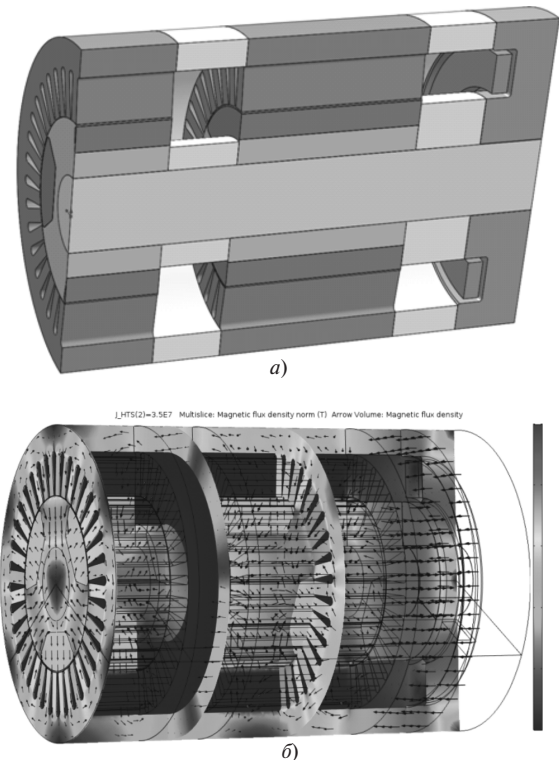 а)
J_HTS(2)=3.5E7 Multislice: Magnetic flux density norm (T) Arrow Volume: Magnetic flux density
б)